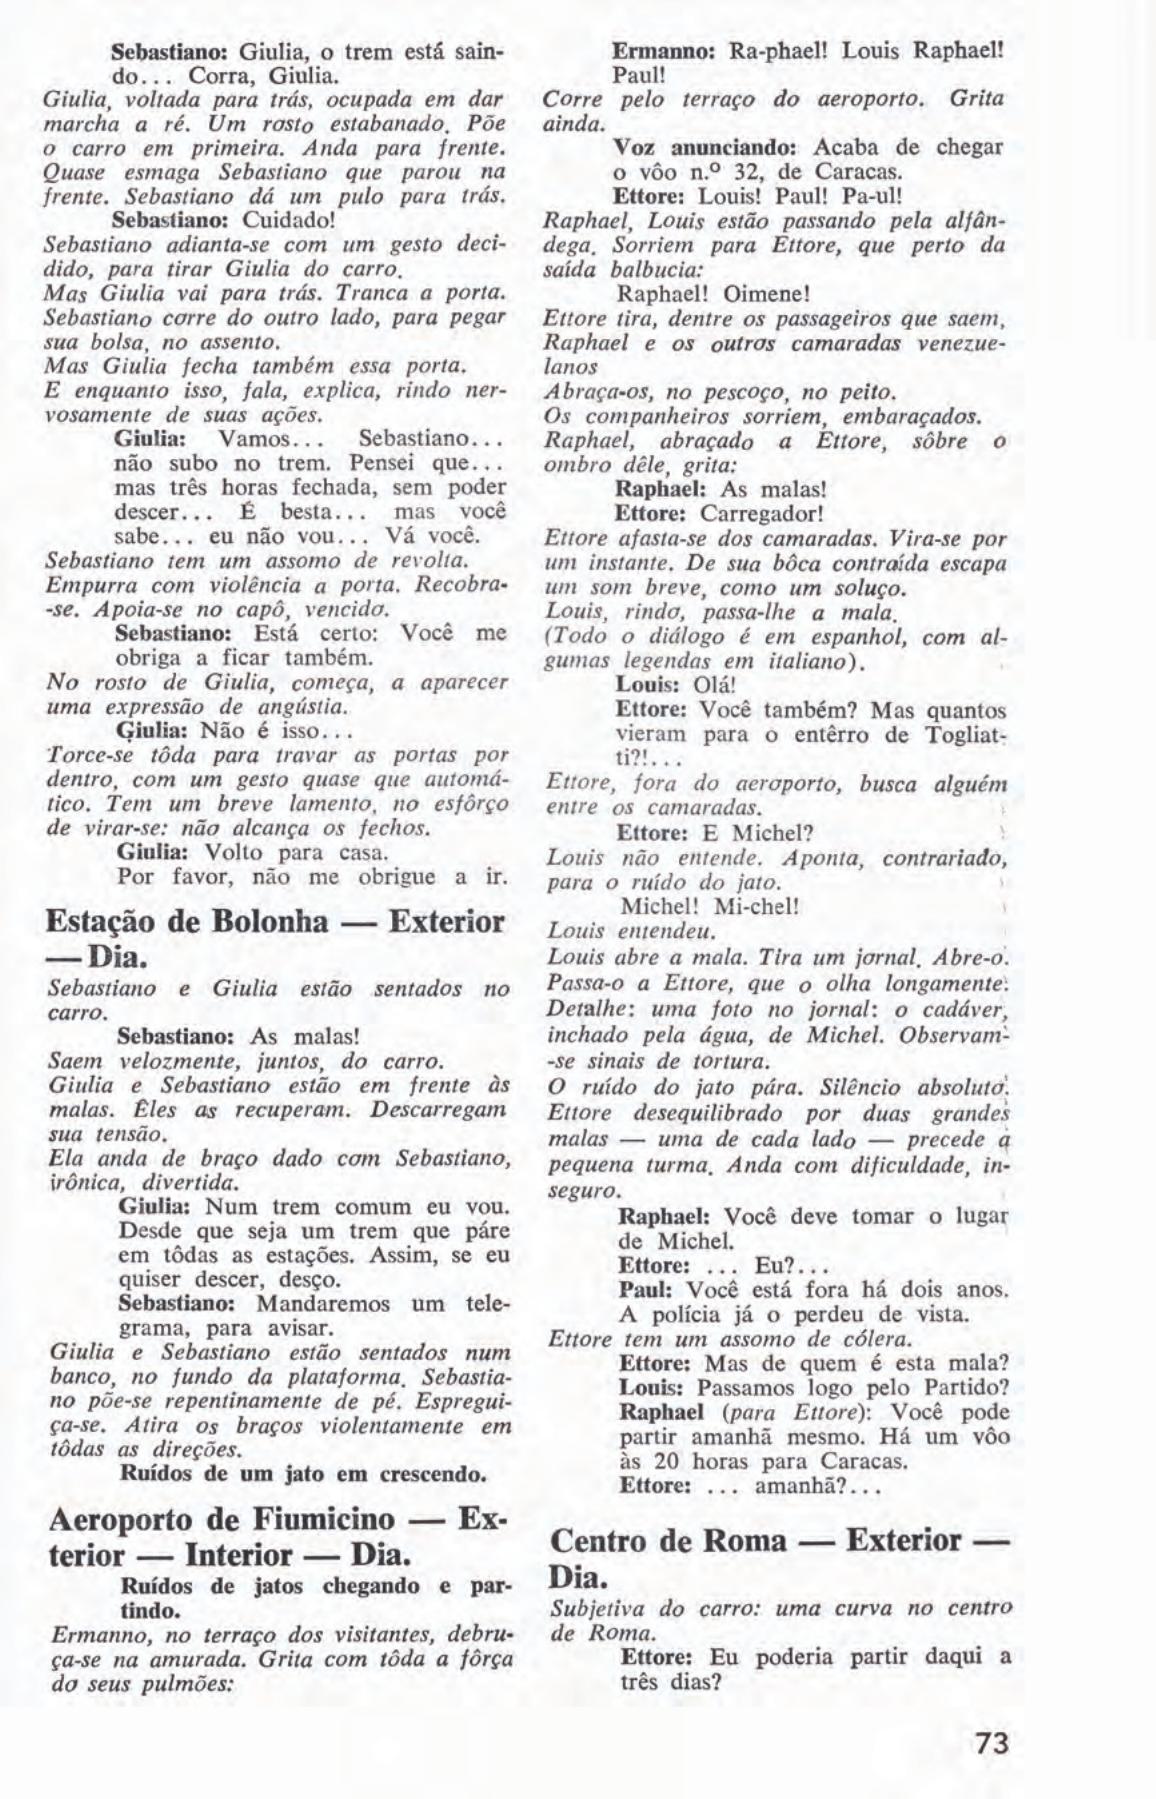 Sebastiano: Giulia, o trem está sain-
do... Corra, Giulia.
Giulia, voltada para trás, ocupada em dar
marcha a ré. Um rosto estabanado. Põe
o carro em primeira. Anda para frente.
Quase esmaga Sebastiano que parou na
frente. Sebastiano dá um pulo para trás.
Sebastiano: Cuidado!
Sebastiano adianta-se com um gesto deci-
dido, para tirar Giulia do carro.
Mas Giulia vai para trás. Tranca a porta.
Sebastiano corre do outro lado, para pegar
sua bolsa, no assento.
Mas Giulia fecha também essa porta.
E enquanto isso, fala, explica, rindo ner-
vosamente de suas ações.
Giulia: Vamos... Sebastiano...
não subo no trem. Pensei que...
mas três horas fechada, sem poder
descer... É besta... mas você
sabe... eu não vou... Vá você.
Sebastiano tem um assomo de revolta.
Empurra com violência a porta. Recobra-
-se. Apoia-se no capô, vencido.
Sebastiano: Está certo: Você me
obriga a ficar também.
No rosto de Giulia, começa, a aparecer
uma expressão de angústia.
Giulia: Não é isso...
Torce-se tôda para travar as portas por
dentro, com um gesto quase que automá-
tico. Tem um breve lamento, no esfôrço
de virar-se: não alcança os fechos.
Giulia: Volto para casa.
Por favor, não me obrigue a ir.
Estação de Bolonha — Exterior
— Dia.
Sebastiano e Giulia estão sentados no
carro.
Sebastiano: As malas!
Saem velozmente, juntos, do carro.
Giulia e Sebastiano estão em frente às
malas. Êles as recuperam. Descarregam
sua tensão.
Ela anda de braço dado com Sebastiano,
irônica, divertida.
Giulia: Num trem comum eu vou.
Desde que seja um trem que páre
em tôdas as estações. Assim, se eu
quiser descer, desço.
Sebastiano: Mandaremos um tele-
grama, para avisar.
Giulia e Sebastiano estão sentados num
banco, no fundo da plataforma. Sebastia-
no põe-se repentinamente de pé. Espregui-
ça-se. Atira os braços violentamente em
tôdas as direções.
Ruídos de um jato em crescendo.
Aeroporto de Fiumicino — Ex-
terior — Interior — Dia.
Ruídos de jatos chegando e par-
tindo.
Ermanno, no terraço dos visitantes, debru-
ça-se na amurada. Grita com tôda a fôrça
do seus pulmões:
Ermanno: Ra-phael! Louis Raphael!
Paul!
Corre pelo terraço do aeroporto. Grita
ainda.
Voz anunciando: Acaba de chegar
o vôo n.º 32, de Caracas.
Ettore: Louis! Paul! Pa-ul!
Raphael, Louis estão passando pela alfân-
dega. Sorriem para Ettore, que perto da
saída balbucia:
Raphael! Oimene!
Ettore tira, dentre os passageiros que saem,
Raphael e os outros camaradas venezue-
lanos
Abraça-os, no pescoço, no peito.
Os companheiros sorriem, embaraçados.
Raphael, abraçado a Ettore, sôbre o
ombro dêle, grita:
Raphael: As malas!
Ettore: Carregador!
Ettore afasta-se dos camaradas. Vira-se por
um instante. De sua bôca contraída escapa
um som breve, como um soluço.
Louis, rindo, passa-lhe a mala.
(Todo o diálogo é em espanhol, com al-
gumas legendas em italiano).
Louis: Olá!
Ettore: Você também? Mas quantos
vieram para o entêrro de Togliat-
ti?!...
Ettore, fora do aeroporto, busca alguém
entre os camaradas.
Ettore: E Michel?
Louis não entende. Aponta, contrariado,
para o ruído do jato.
Michel! Mi-chel!
Louis entendeu.
Louis abre a mala. Tira um jornal. Abre-o.
Passa-o a Ettore, que o olha longamente.
Detalhe: uma foto no jornal: o cadáver,
inchado pela água, de Michel. Observam-
-se sinais de tortura.
O ruído do jato pára. Silêncio absoluto.
Ettore desequilibrado por duas grandes
malas — uma de cada lado — precede a
pequena turma. Anda com dificuldade, in-
seguro.
Raphael: Você deve tomar o lugar
de Michel.
Ettore: ... Eu?...
Paul: Você está fora há dois anos.
A polícia já o perdeu de vista.
Ettore tem um assomo de cólera.
Ettore: Mas de quem é esta mala?
Louis: Passamos logo pelo Partido?
Raphael (para Ettore): Você pode
partir amanhã mesmo. Há um vôo
às 20 horas para Caracas.
Ettore: ... amanhã?...
Centro de Roma — Exterior —
Dia.
Subjetiva do carro: uma curva no centro
de Roma.
Ettore: Eu poderia partir daqui a
três dias?
73